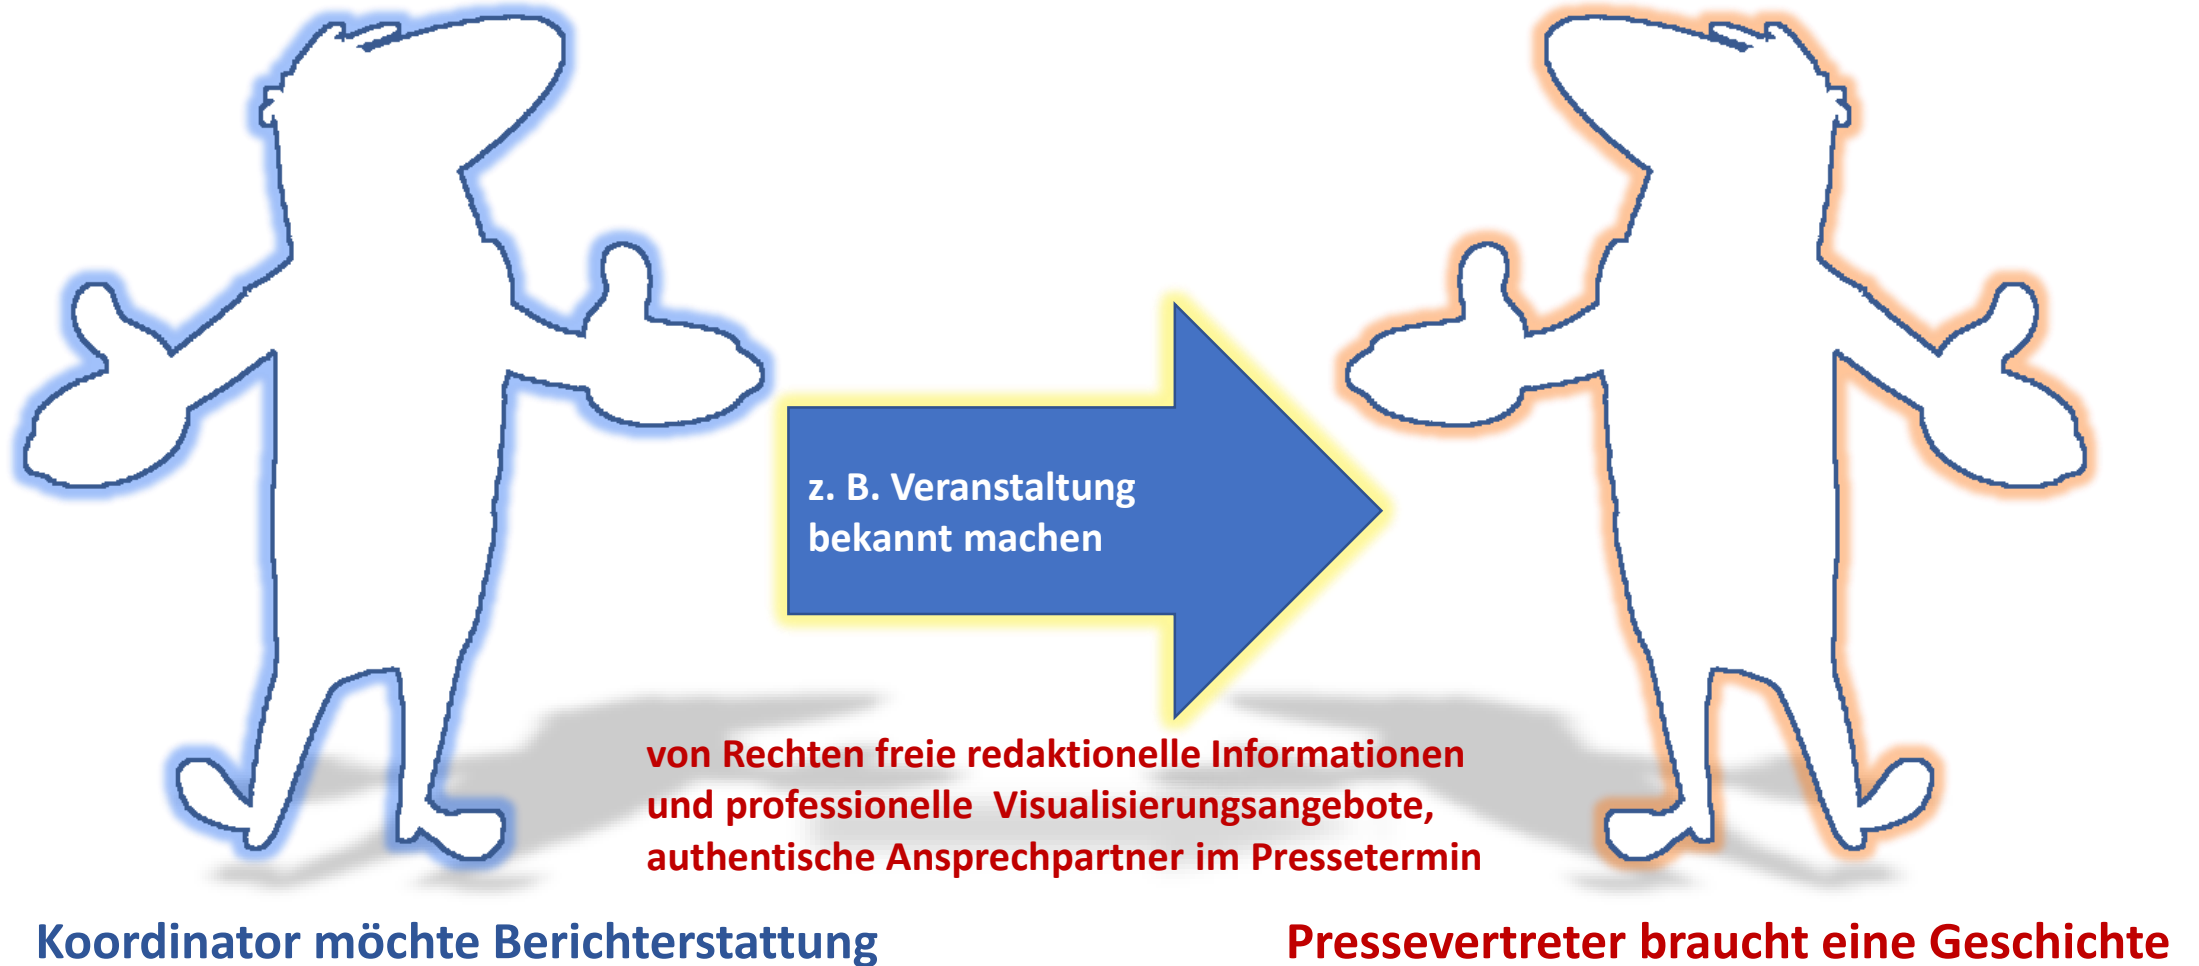 z. B. Veranstaltung
bekannt machen
von Rechten freie redaktionelle Informationen
und professionelle  Visualisierungsangebote,
authentische Ansprechpartner im Pressetermin
Koordinator möchte Berichterstattung
Pressevertreter braucht eine Geschichte